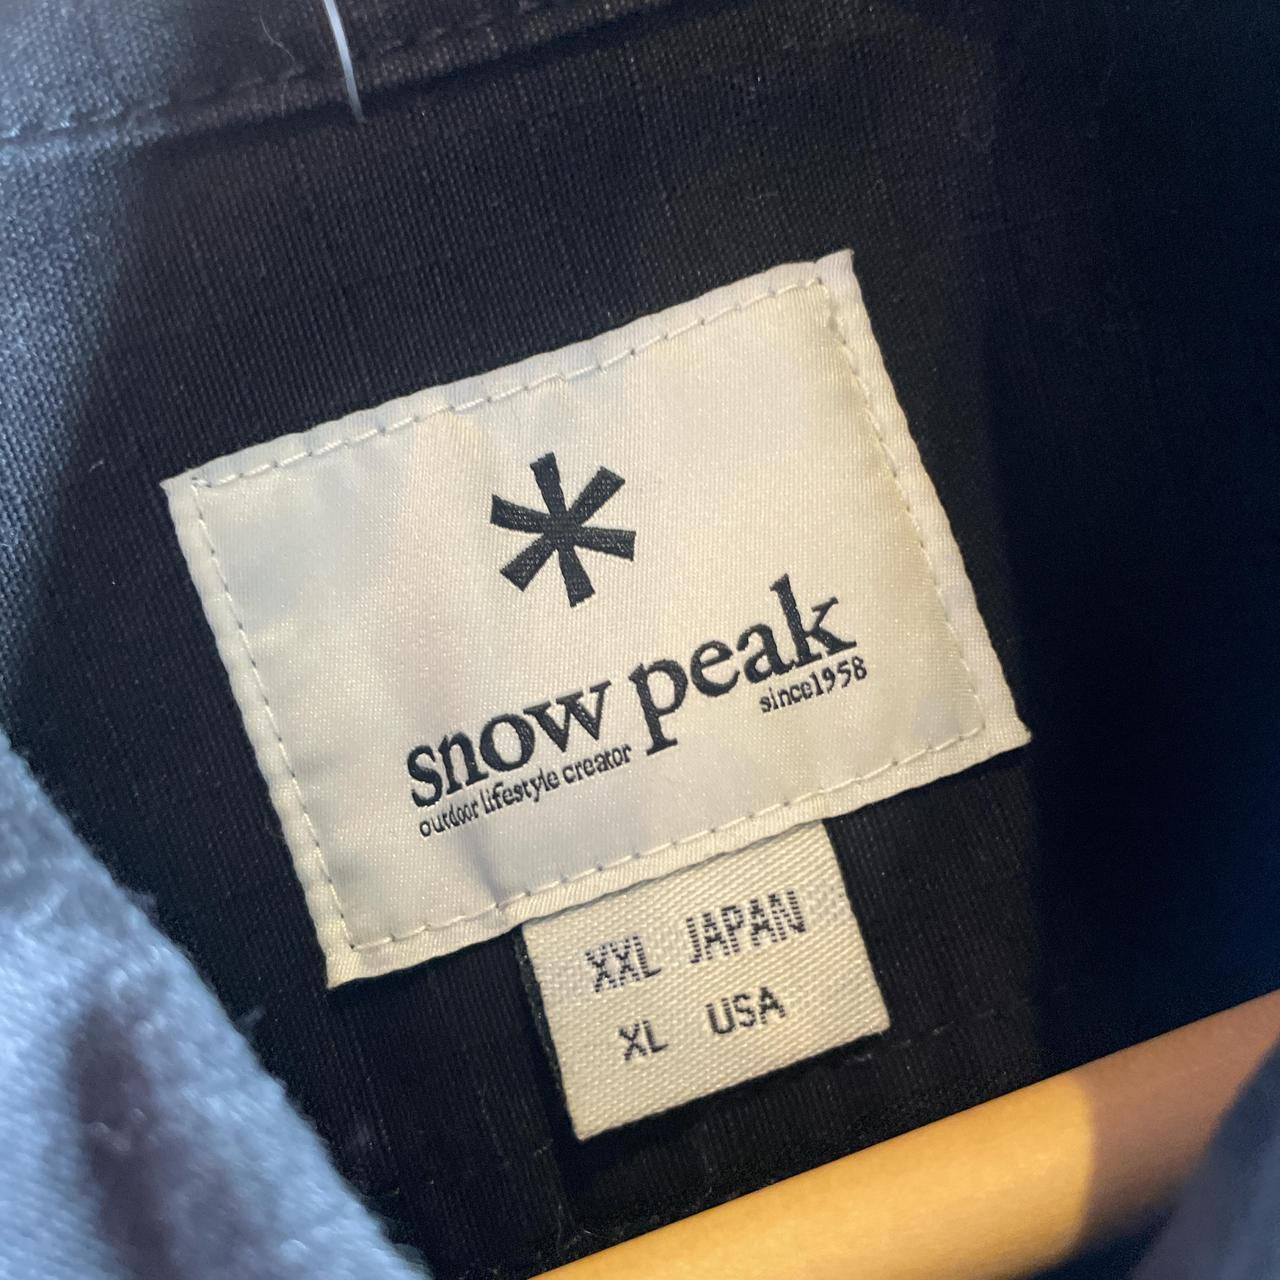 snow peak
outdoor lifestyle creator
since1958
XXL JAPAN
XL USA